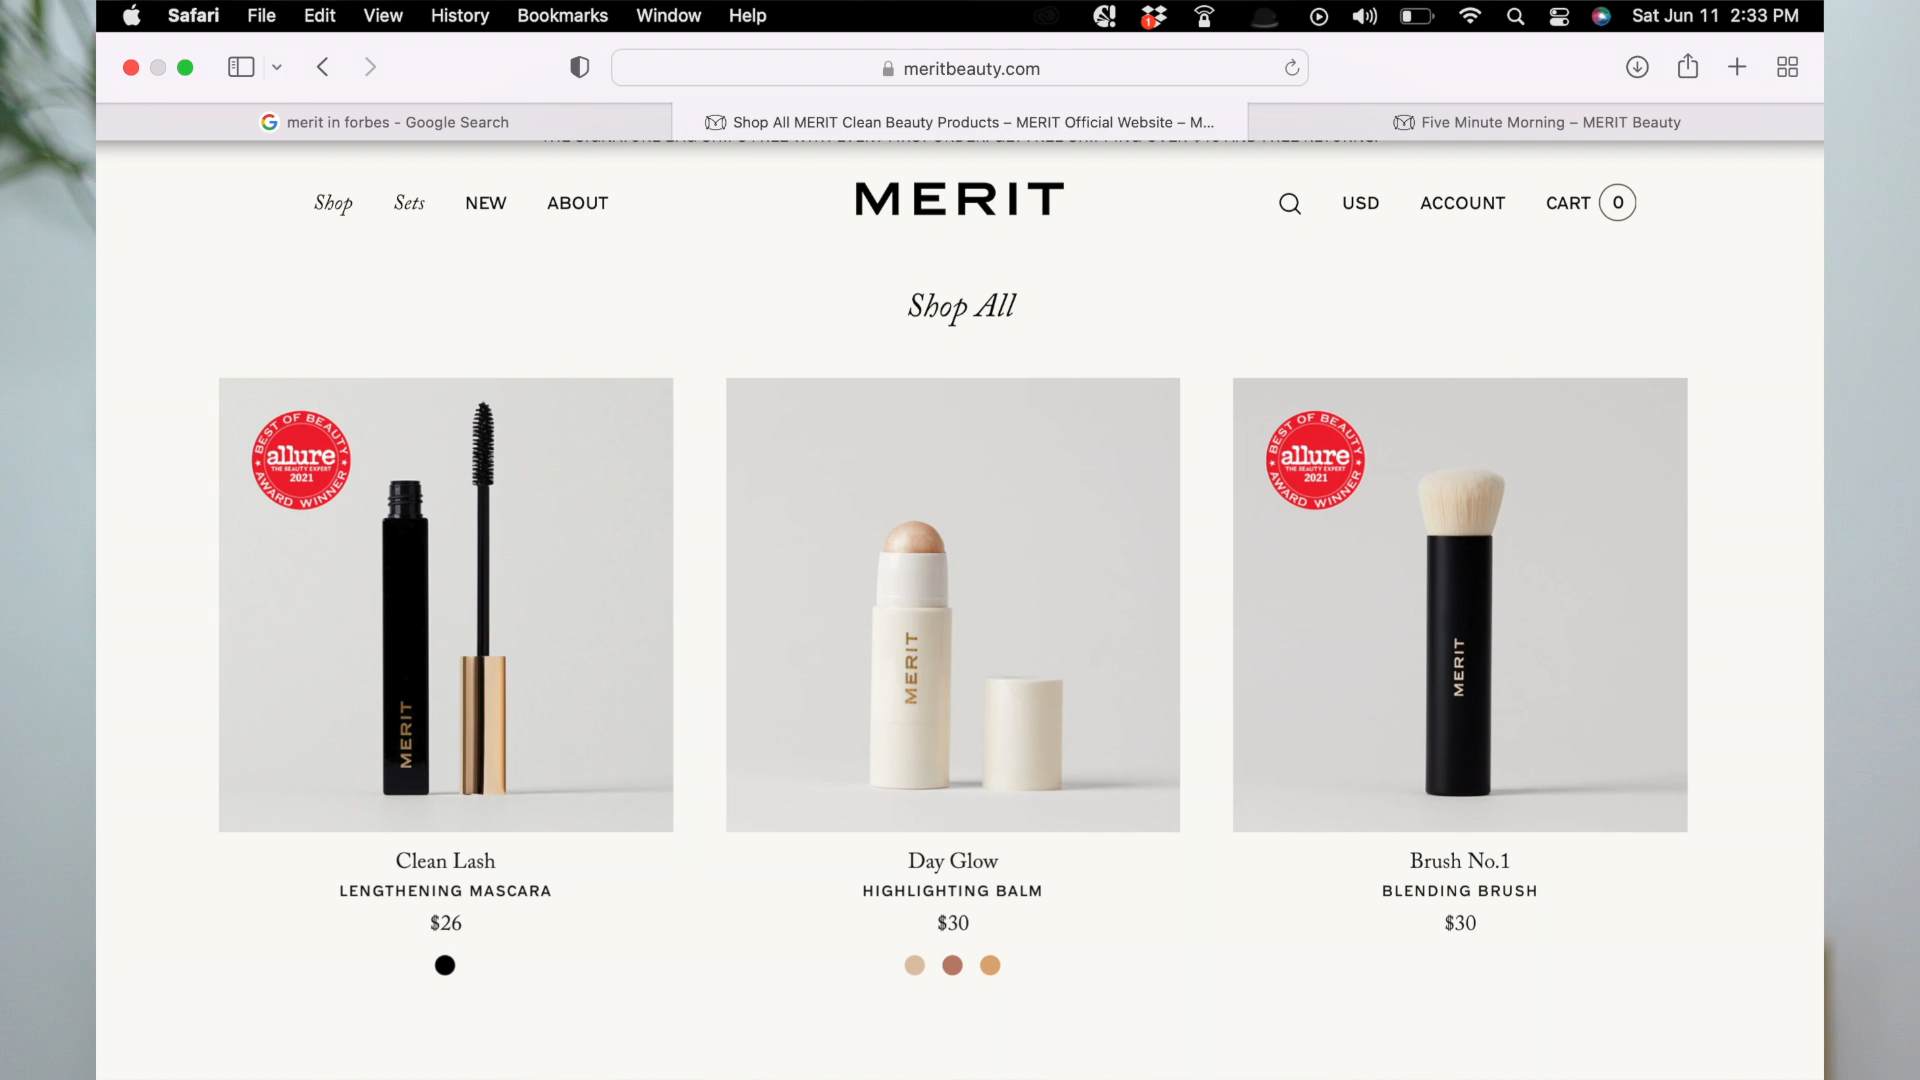 Safari File Edit View History Bookmarks Window Help Sat Jun 11 2:33 PM
1
meritbeauty.com
merit in forbes - Google Search
Shop All MERIT Clean Beauty Products – MERIT Official Website – M...
Five Minute Morning – MERIT Beauty
Shop Sets NEW ABOUT
MERIT
USD ACCOUNT CART 0
Shop All
BEST OF BEAUTY
allure
THE BEAUTY EXPERT
2021
AWARD WINNER
MERIT
MERIT
BEST OF BEAUTY
allure
THE BEAUTY EXPERT
2021
AWARD WINNER
MERIT
Clean Lash
LENGTHENING MASCARA
$26
Day Glow
HIGHLIGHTING BALM
$30
Brush No.1
BLENDING BRUSH
$30